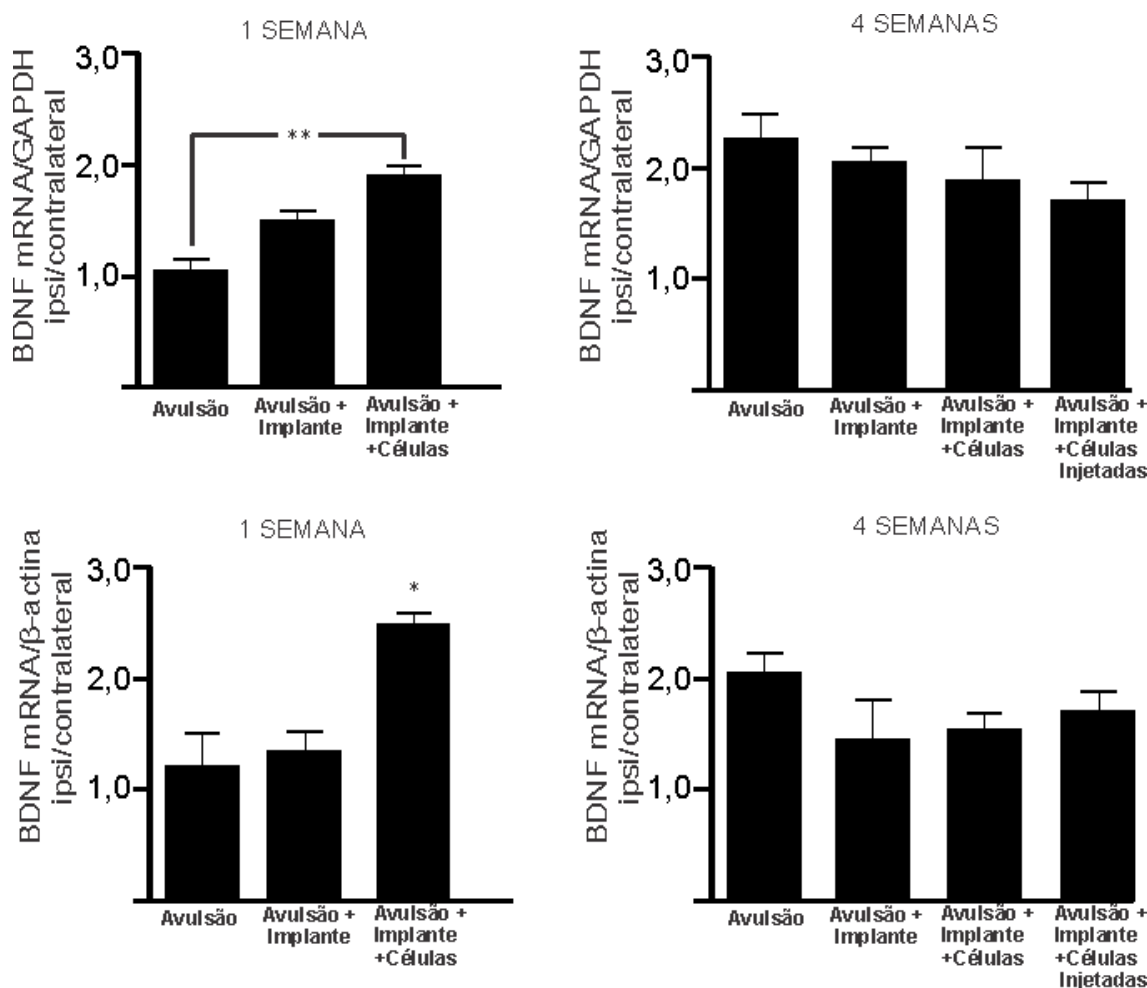 1 SEMANA
BDNF mRNA/GAPDH
ipsi/contralateral
3,0
2,0
1,0
**
Avulsão
Avulsão +
Implante
Avulsão +
Implante
+Células
4 SEMANAS
BDNF mRNA/GAPDH
ipsi/contralateral
3,0
2,0
1,0
Avulsão
Avulsão +
Implante
Avulsão +
Implante
+Células
Avulsão +
Implante
+Células
Injetadas
1 SEMANA
BDNF mRNA/β-actina
ipsi/contralateral
3,0
2,0
1,0
*
Avulsão
Avulsão +
Implante
Avulsão +
Implante
+Células
4 SEMANAS
BDNF mRNA/β-actina
ipsi/contralateral
3,0
2,0
1,0
Avulsão
Avulsão +
Implante
Avulsão +
Implante
+Células
Avulsão +
Implante
+Células
Injetadas